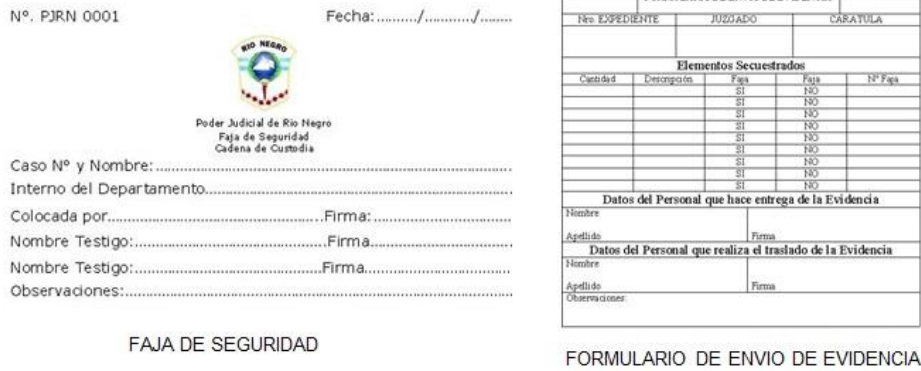 Nº. PJRN 0001 Fecha:........../.........../........
RIO NEGRO
Poder Judicial de Rio Negro
Faja de Seguridad
Cadena de Custodia
Caso Nº y Nombre:..........
Interno del Departamento..........
Colocada por..........Firma:..........
Nombre Testigo:..........Firma..........
Nombre Testigo:..........Firma..........
Observaciones:..........
FAJA DE SEGURIDAD
Nro. EXPEDIENTE JUZGADO CARATULA
Elementos Secuestrados
Cantidad Descripción Faja Faja Nº Faja
SI NO
SI NO
SI NO
SI NO
SI NO
SI NO
SI NO
SI NO
SI NO
Datos del Personal que hace entrega de la Evidencia
Nombre
Apellido Firma
Datos del Personal que realiza el traslado de la Evidencia
Nombre
Apellido Firma
Observaciones:
FORMULARIO DE ENVIO DE EVIDENCIA